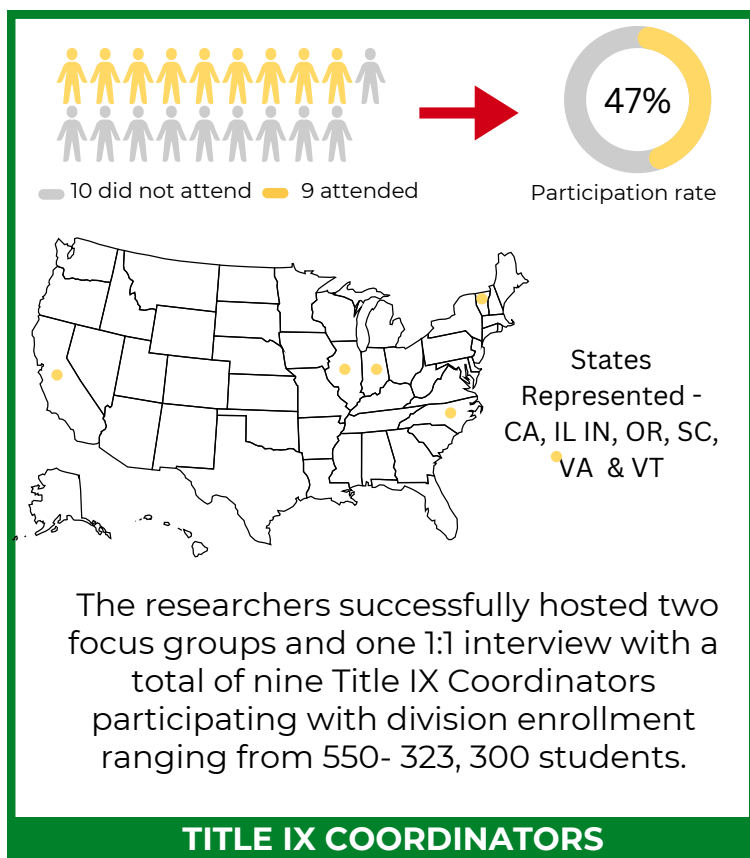 47%
10 did not attend
9 attended
Participation rate
States
Represented -
CA, IL IN, OR, SC,
VA & VT
The researchers successfully hosted two
focus groups and one 1:1 interview with a
total of nine Title IX Coordinators
participating with division enrollment
ranging from 550- 323, 300 students.
TITLE IX COORDINATORS